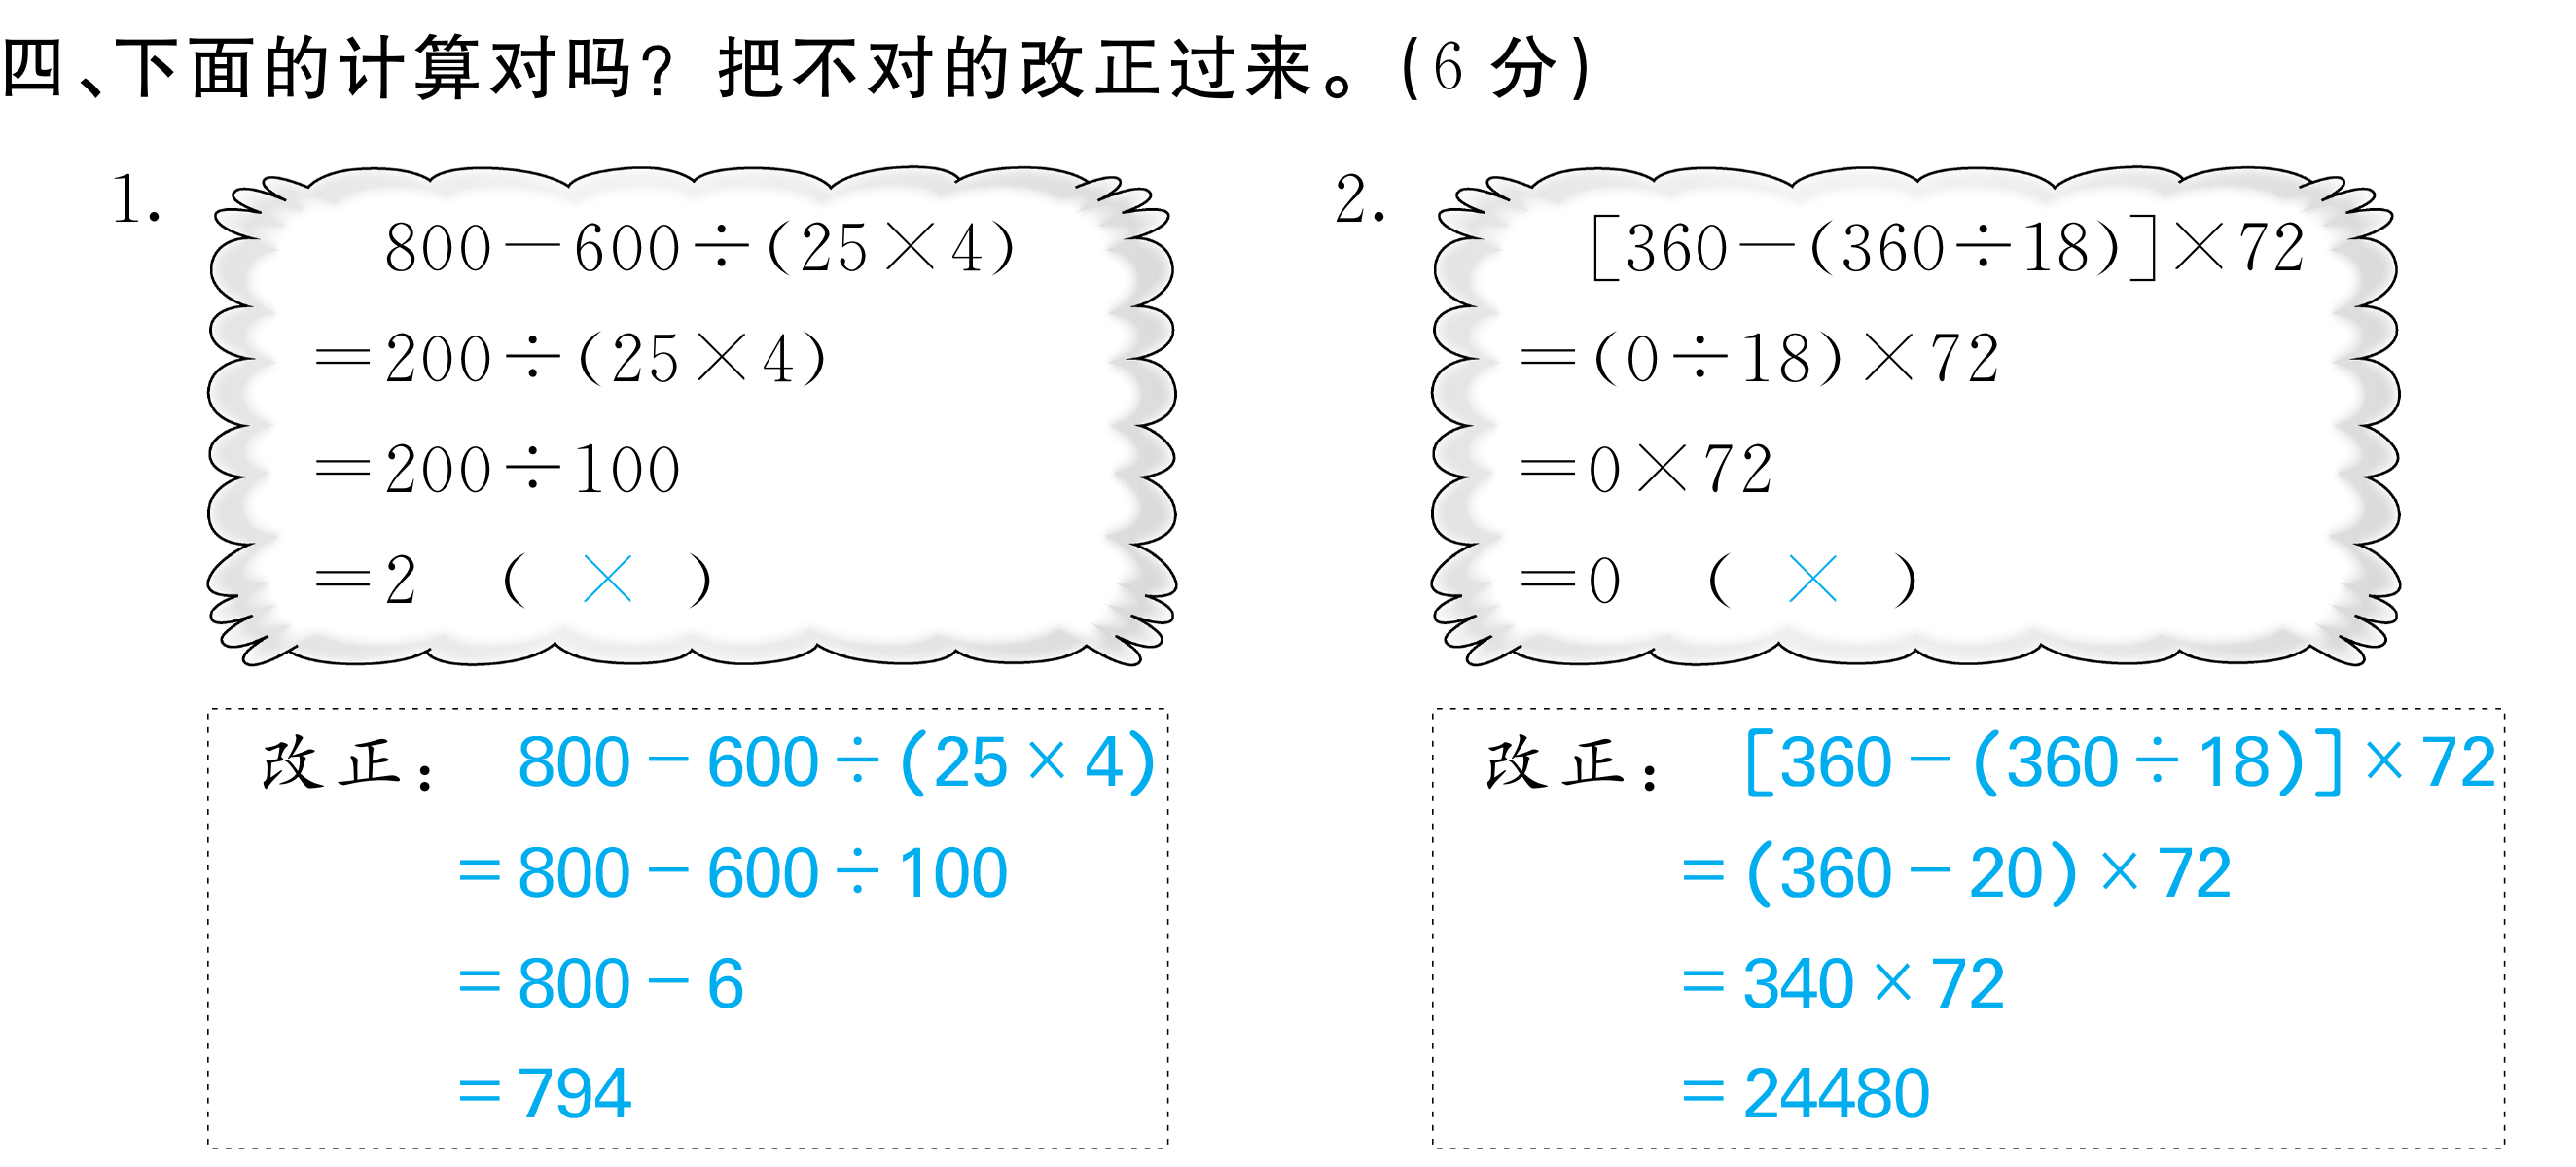 四、下面的计算对吗？把不对的改正过来。(6 分)
1.
800－600÷(25×4)
＝200÷(25×4)
＝200÷100
＝2 ( × )
改正： 800－600÷(25×4)
＝800－600÷100
＝800－6
＝794
2.
[360－(360÷18)]×72
＝(0÷18)×72
＝0×72
＝0 ( × )
改正： [360－(360÷18)]×72
＝(360－20)×72
＝340×72
＝24480